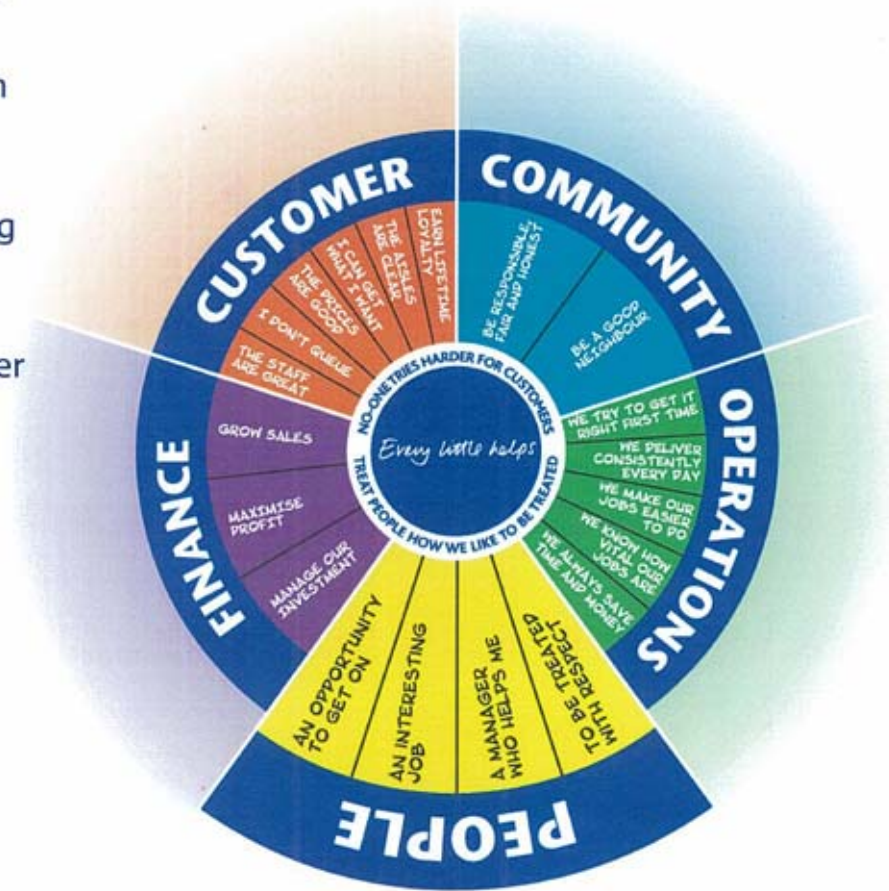 n
g
er
CUSTOMER
EARN LIFETIME
LOYALTY
THE AISLES
ARE CLEAR
I CAN GET
WHAT I WANT
THE PRICES
ARE GOOD
I DON'T QUEUE
THE STAFF
ARE GREAT
COMMUNITY
BE RESPONSIBLE,
FAIR AND HONEST
BE A GOOD
NEIGHBOUR
OPERATIONS
WE TRY TO GET IT
RIGHT FIRST TIME
WE DELIVER
CONSISTENTLY
EVERY DAY
WE MAKE OUR
JOBS EASIER
TO DO
WE KNOW HOW
VITAL OUR
JOBS ARE
WE ALWAYS SAVE
TIME AND MONEY
PEOPLE
TO BE TREATED
WITH RESPECT
A MANAGER
WHO HELPS ME
AN INTERESTING
JOB
AN OPPORTUNITY
TO GET ON
FINANCE
GROW SALES
MAXIMISE
PROFIT
MANAGE OUR
INVESTMENT
NO-ONE TRIES HARDER FOR CUSTOMERS
Every little helps
TREAT PEOPLE HOW WE LIKE TO BE TREATED